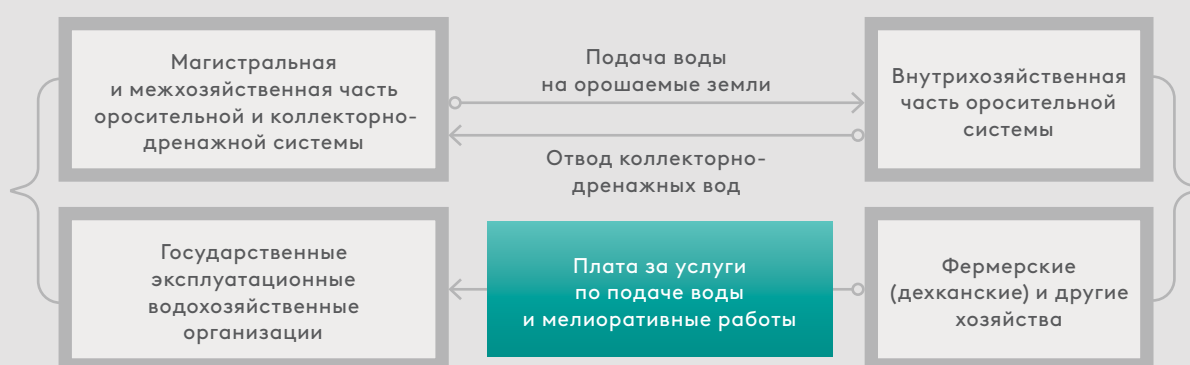 Магистральная
и межхозяйственная часть
оросительной и коллекторно-
дренажной системы
Подача воды
на орошаемые земли
Отвод коллекторно-
дренажных вод
Внутрихозяйственная
часть оросительной
системы
Государственные
эксплуатационные
водохозяйственные
организации
Плата за услуги
по подаче воды
и мелиоративные работы
Фермерские
(дехканские) и другие
хозяйства